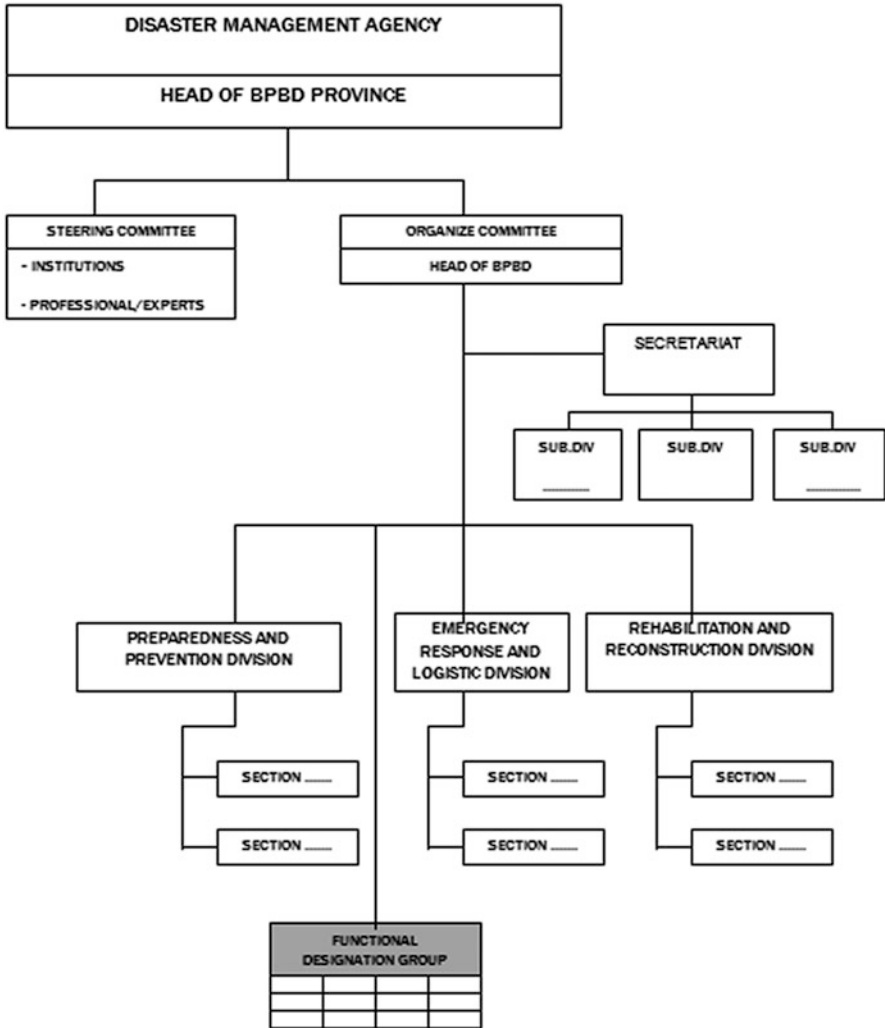 DISASTER MANAGEMENT AGENCY
HEAD OF BPBD PROVINCE
STEERING COMMITTEE
- INSTITUTIONS
- PROFESSIONAL/EXPERTS
ORGANIZE COMMITTEE
HEAD OF BPBD
SECRETARIAT
SUB.DIV
SUB.DIV
SUB.DIV
PREPAREDNESS AND
PREVENTION DIVISION
EMERGENCY
RESPONSE AND
LOGISTIC DIVISION
REHABILITATION AND
RECONSTRUCTION DIVISION
SECTION ........
SECTION ........
SECTION ........
SECTION ........
SECTION ........
SECTION ........
FUNCTIONAL
DESIGNATION GROUP